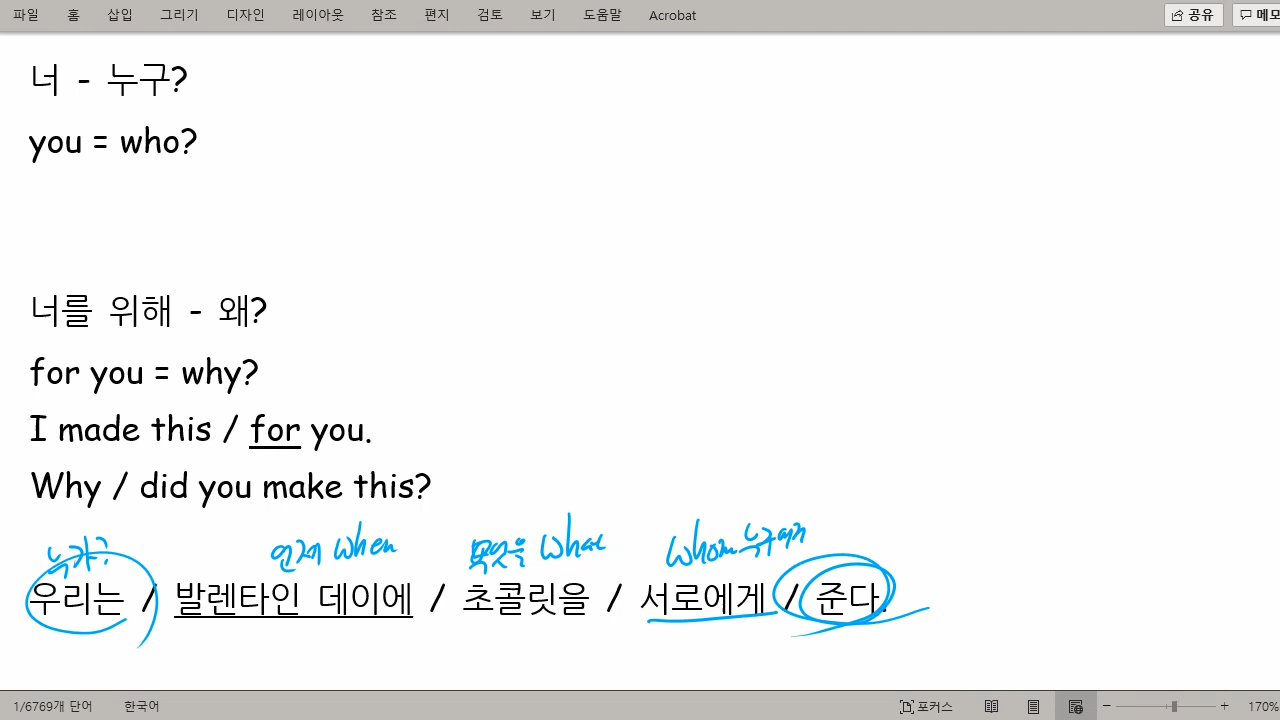 파일 홈 삽입 그리기 디자인 레이아웃 참조 편지 검토 보기 도움말 Acrobat 공유 메모
너 - 누구?
you = who?
너를 위해 - 왜?
for you = why?
I made this / for you.
Why / did you make this?
누가? 언제 when 무엇을 what whom 누구에게
우리는 / 발렌타인 데이에 / 초콜릿을 / 서로에게 / 준다.
1/6769개 단어 한국어 포커스 170%